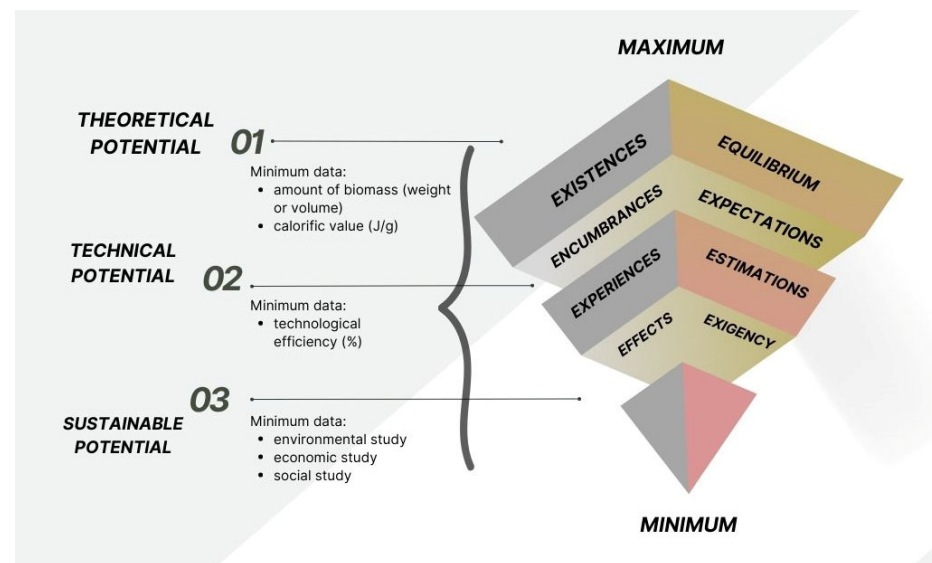 MAXIMUM
THEORETICAL
POTENTIAL
01
Minimum data:
• amount of biomass (weight
or volume)
• calorific value (J/g)
TECHNICAL
POTENTIAL
02
Minimum data:
• technological
efficiency (%)
SUSTAINABLE
POTENTIAL
03
Minimum data:
• environmental study
• economic study
• social study
EXISTENCES
EQUILIBRIUM
ENCUMBRANCES
EXPECTATIONS
EXPERIENCES
ESTIMATIONS
EFFECTS
EXIGENCY
MINIMUM